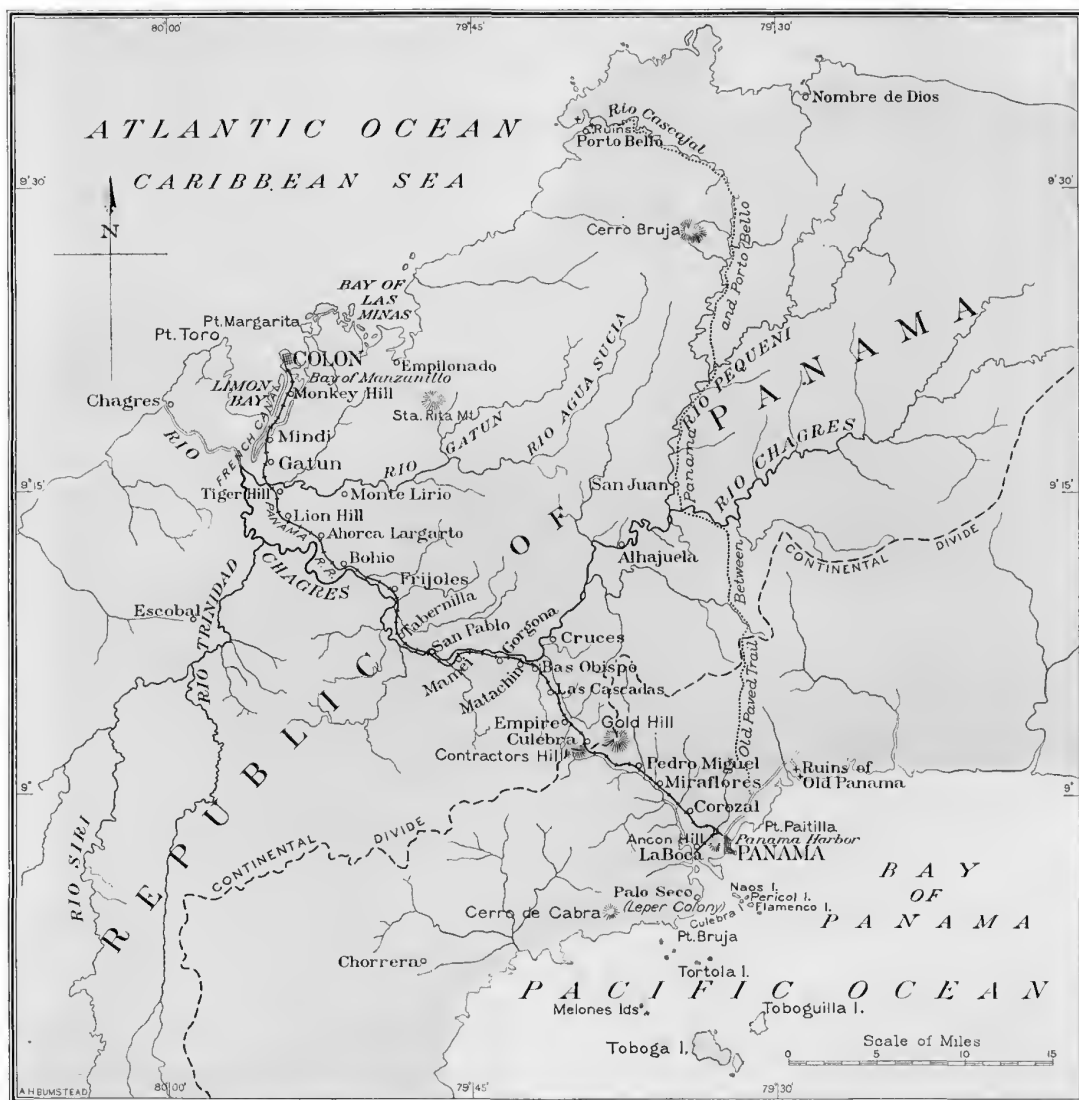 80°00'
79°45'
79°30'
Nombre de Dios
Rio Cascajal
Ruins
Porto Bello
ATLANTIC OCEAN
CARIBBEAN SEA
9°30'
9°30'
N
Cerro Bruja
and Porto Bello
BAY OF
LAS
MINAS
Pt. Margarita
Pt. Toro
COLON
Empilonado
Bay of Manzanillo
LIMON
BAY
Monkey Hill
Chagres
Sta. Rita Mt.
FRENCH CANAL
Mindi
Gatun
RIO
RIO GATUN
RIO AGUA SUCIA
RIO PEQUENI
RIO CHAGRES
REPUBLIC OF PANAMA
9°15'
9°15'
Tiger Hill
Monte Lirio
San Juan
Panama
Lion Hill
PANAMA R.R.
Ahorca Largarto
Bohio
CHAGRES
Alhajuela
Between
CONTINENTAL DIVIDE
Frijoles
Escobal
RIO TRINIDAD
Tabernilla
San Pablo
Mamei
Gorgona
Matachin
Cruces
Bas Obispo
Las Cascadas
Old Paved Trail
Empire
Gold Hill
Culebra
Contractors Hill
Pedro Miguel
Miraflores
Ruins of
Old Panama
9°
9°
Corozal
RIO SIRI
CONTINENTAL DIVIDE
Pt. Paitilla
Ancon Hill
Panama Harbor
La Boca
PANAMA
BAY
OF
PANAMA
Palo Seco
(Leper Colony)
Naos I.
Pericol I.
Flamenco I.
Culebra I.
Cerro de Cabra
Pt. Bruja
Chorrera
Tortola I.
PACIFIC OCEAN
Melones Ids.
Toboguilla I.
Toboga I.
Scale of Miles
0 5 10 15
A H BUMSTEAD
80°00'
79°45'
79°30'